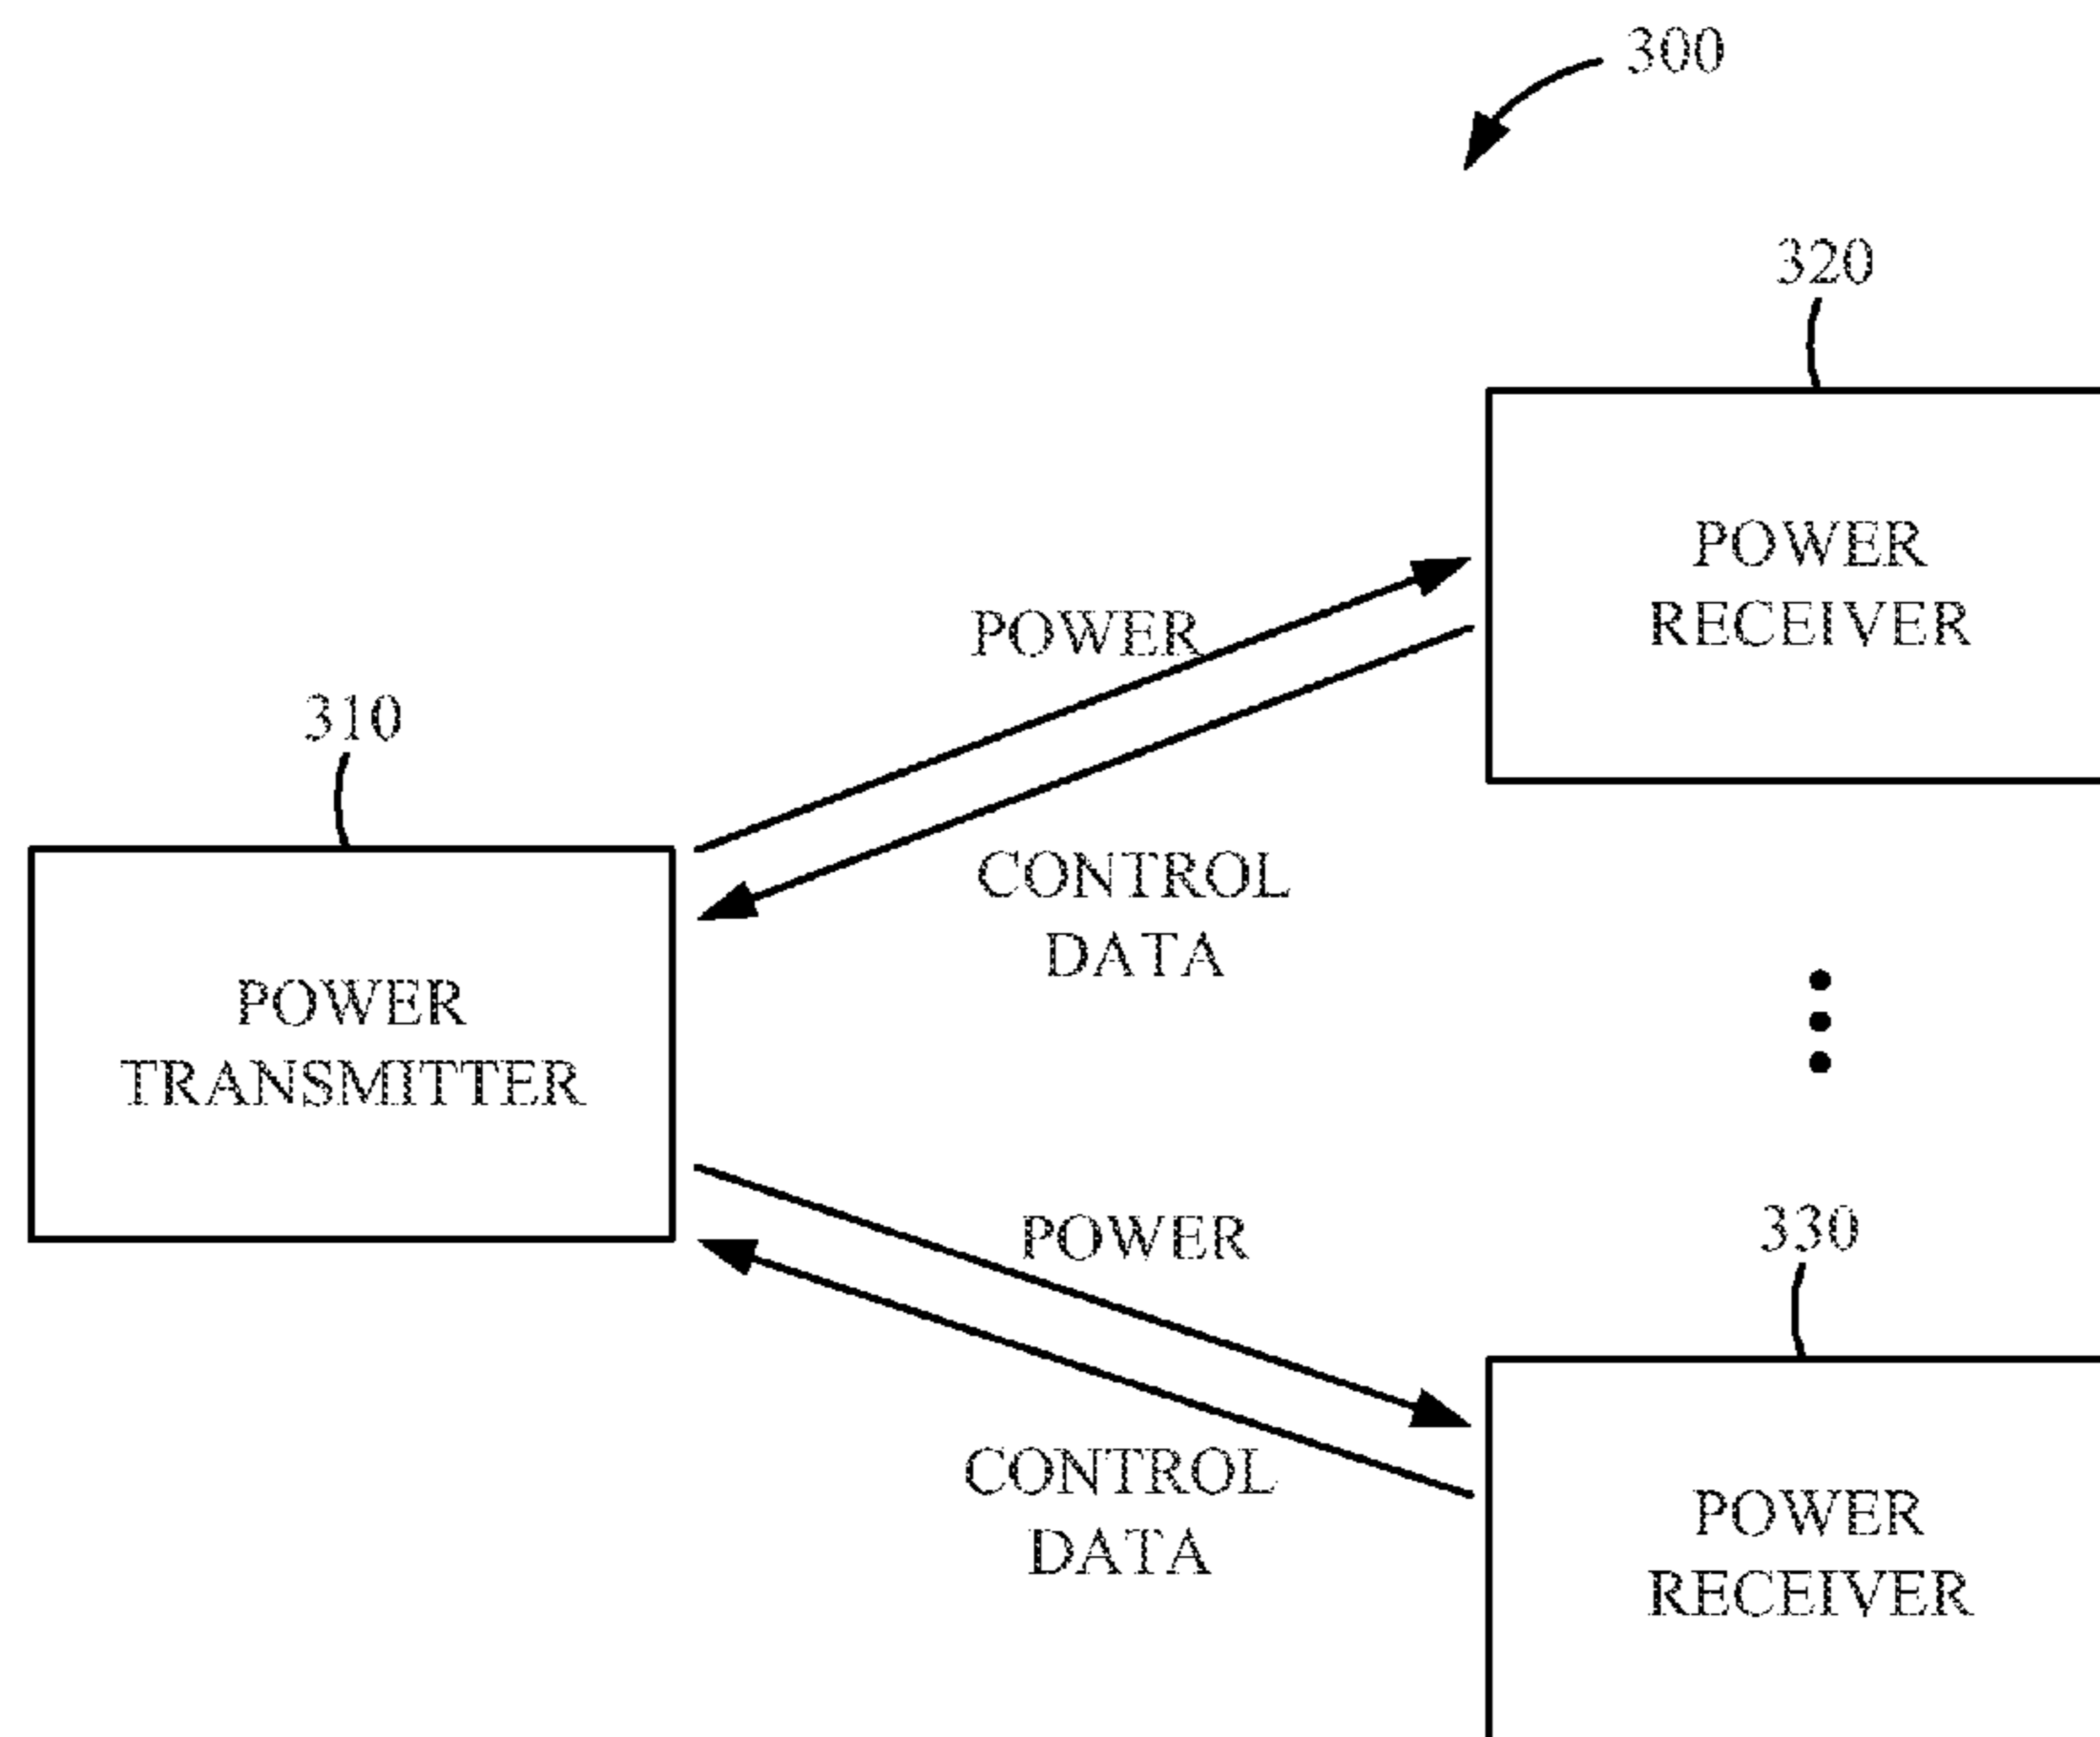 300
320
POWER
RECEIVER
POWER
310
CONTROL
DATA
POWER
TRANSMITTER
POWER
330
CONTROL
DATA
POWER
RECEIVER